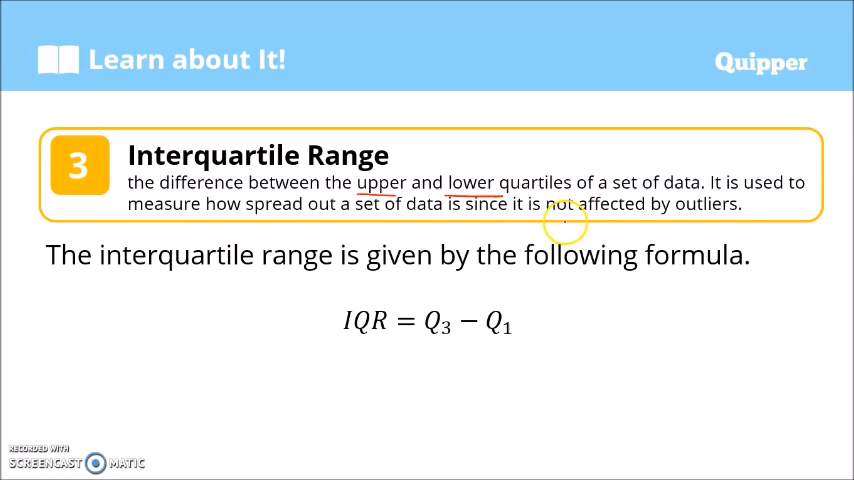 Learn about It!
Quipper
3
Interquartile Range
the difference between the upper and lower quartiles of a set of data. It is used to
measure how spread out a set of data is since it is not affected by outliers.
The interquartile range is given by the following formula.
IQR = Q₃ − Q₁
RECORDED WITH
SCREENCAST MATIC